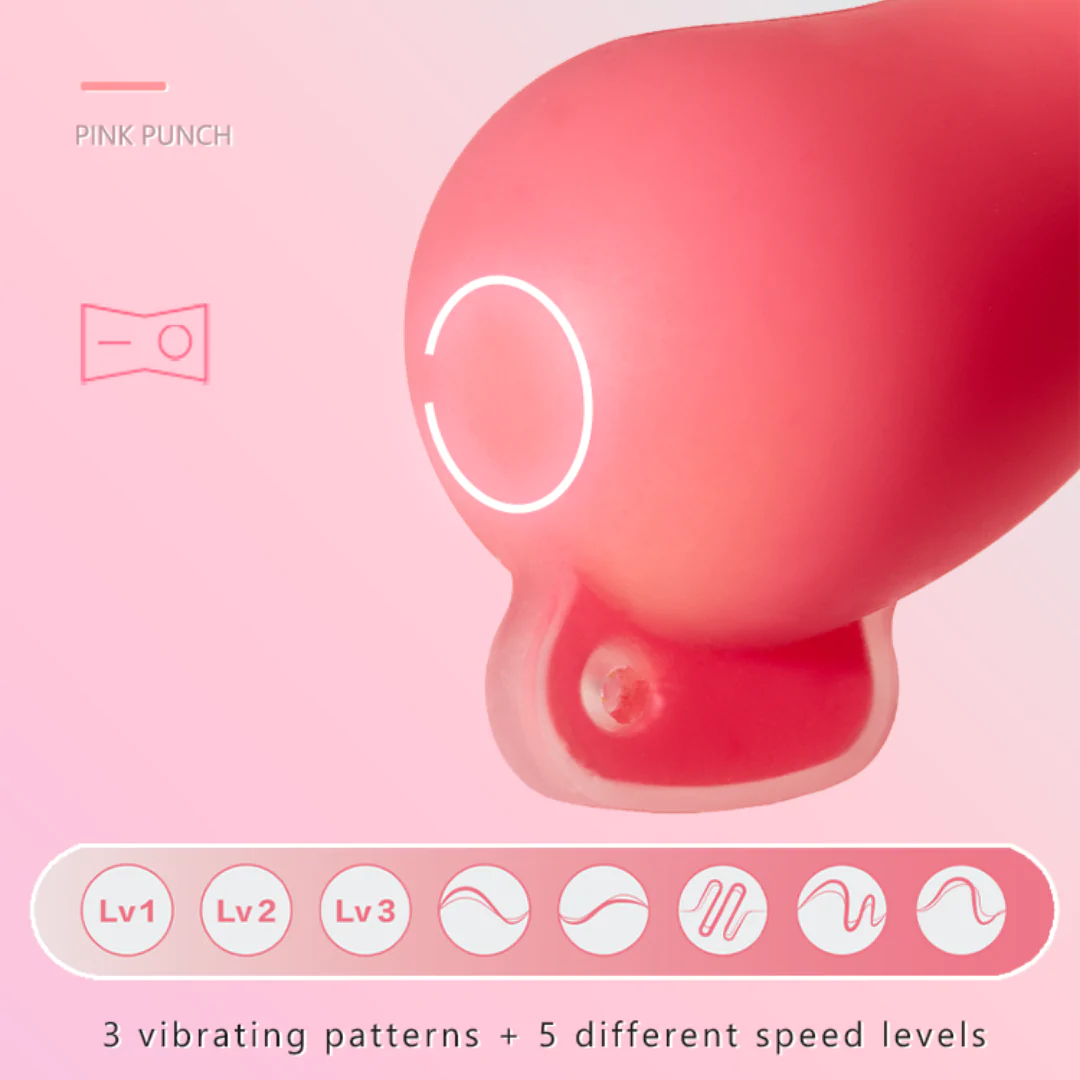 PINK PUNCH
Lv1 Lv2 Lv3
3 vibrating patterns + 5 different speed levels